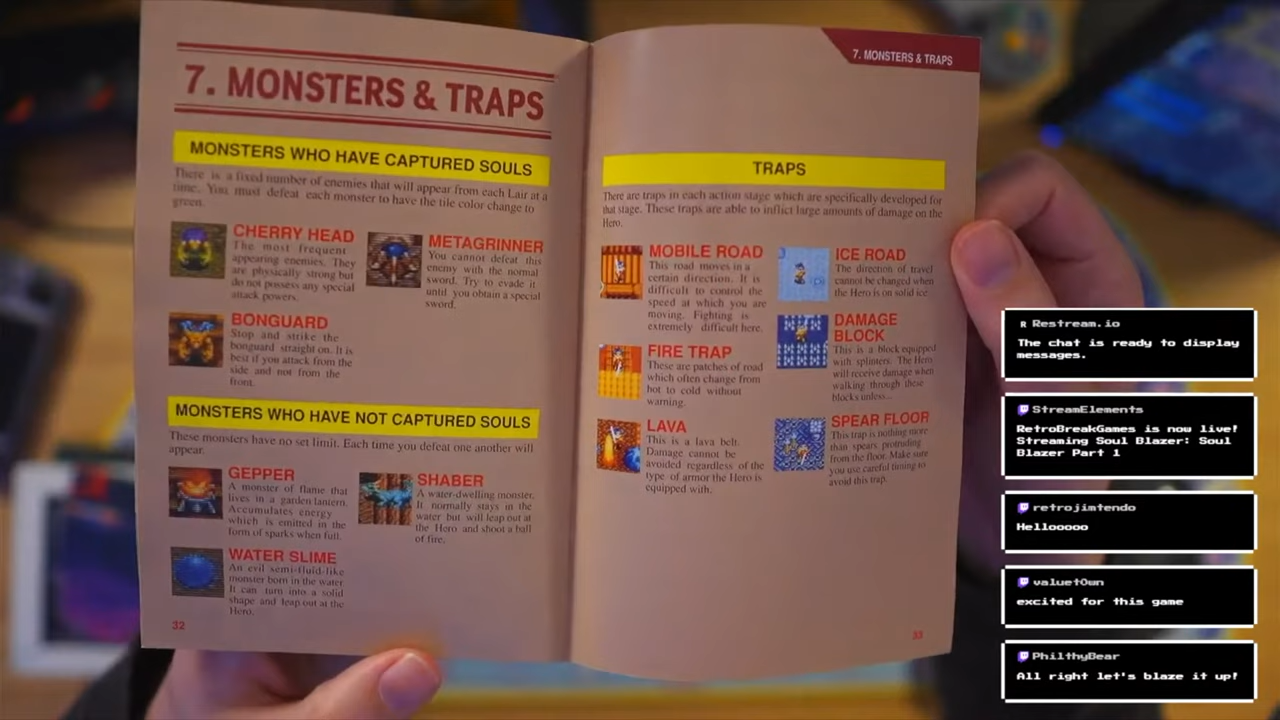 7. MONSTERS & TRAPS
MONSTERS WHO HAVE CAPTURED SOULS
There is a fixed number of enemies that will appear from each Lair at a
time. You must defeat each monster to have the tile color change to
green.
CHERRY HEAD
The most frequent
appearing enemies. They
are physically strong but
do not possess any special
attack powers.
METAGRINNER
You cannot defeat this
enemy with the normal
sword. Try to evade it
until you obtain a special
sword.
BONGUARD
Stop and strike the
bonguard straight on. It is
best if you attack from the
side and not from the
front.
MONSTERS WHO HAVE NOT CAPTURED SOULS
These monsters have no set limit. Each time you defeat one another will
appear.
GEPPER
A monster of flame that
lives in a garden lantern.
Accumulates energy
which is emitted in the
form of sparks when full.
SHABER
A water-dwelling monster.
It normally stays in the
water but will leap out at
the Hero and shoot a ball
of fire.
WATER SLIME
An evil semi-fluid-like
monster born in the water.
It can turn into a solid
shape and leap out at the
Hero.
32
7. MONSTERS & TRAPS
TRAPS
There are traps in each action stage which are specifically developed for
that stage. These traps are able to inflict large amounts of damage on the
Hero.
MOBILE ROAD
This road moves in a
certain direction. It is
difficult to control the
speed at which you are
moving. Fighting is
extremely difficult here.
FIRE TRAP
These are patches of road
which often change from
hot to cold without
warning.
LAVA
This is a lava belt.
Damage cannot be
avoided regardless of the
type of armor the Hero is
equipped with.
ICE ROAD
The direction of travel
cannot be changed when
the Hero is on solid ice.
DAMAGE
BLOCK
This is a block equipped
with splinters. The Hero
will receive damage when
walking through these
blocks unless...
SPEAR FLOOR
This trap is nothing more
than spears, protruding
from the floor. Make sure
you use careful timing to
avoid this trap.
33
R Restream.io
The chat is ready to display
messages.
StreamElements
RetroBreakGames is now live!
Streaming Soul Blazer: Soul
Blazer Part 1
retrojimtendo
Hellooooo
valuetown
excited for this game
PhilthyBear
All right let's blaze it up!